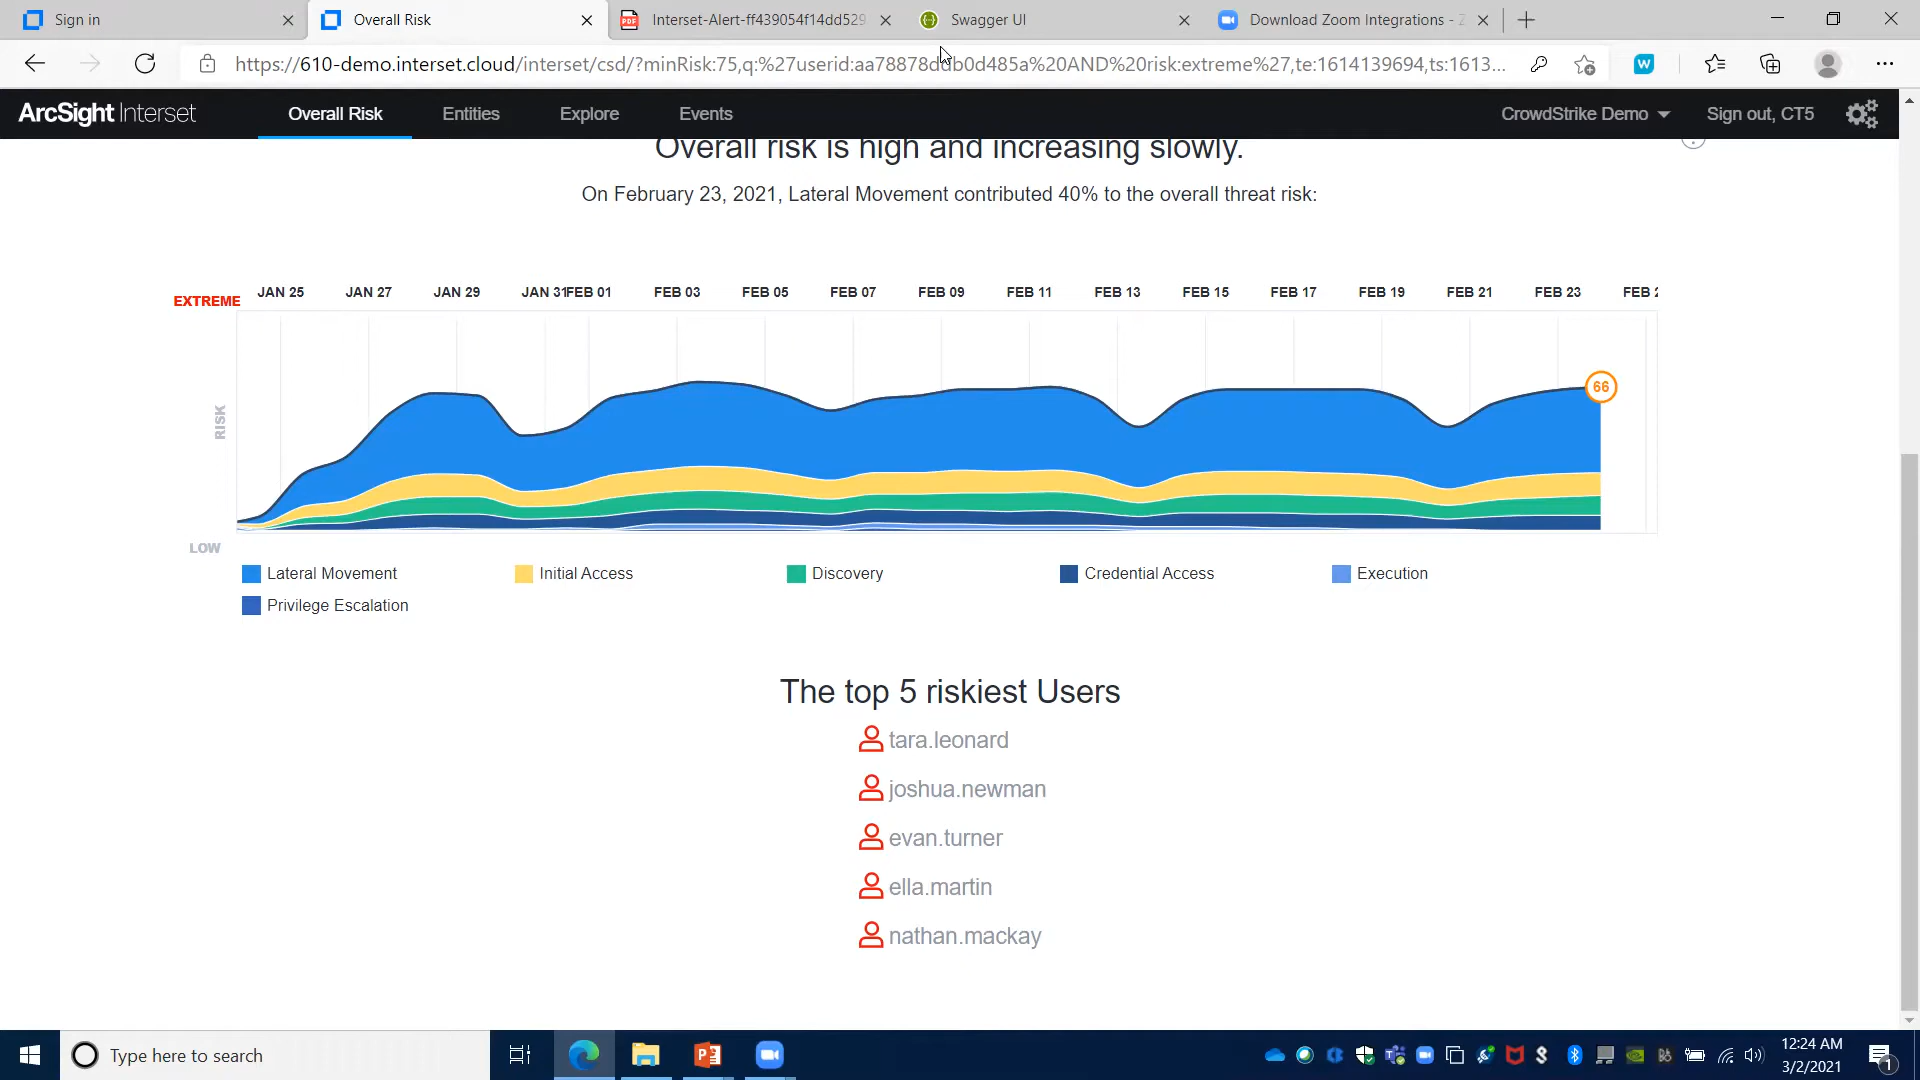 Sign in
Overall Risk
Interset-Alert-ff439054f14dd529
Swagger UI
Download Zoom Integrations - Z
https://610-demo.interset.cloud/interset/csd/?minRisk:75,q:%27userid:aa78878ddb0d485a%20AND%20risk:extreme%27,te:1614139694,ts:1613...
ArcSight Interset
Overall Risk
Entities
Explore
Events
CrowdStrike Demo
Sign out, CT5
Overall risk is high and increasing slowly.
On February 23, 2021, Lateral Movement contributed 40% to the overall threat risk:
EXTREME
JAN 25 JAN 27 JAN 29 JAN 31 FEB 01 FEB 03 FEB 05 FEB 07 FEB 09 FEB 11 FEB 13 FEB 15 FEB 17 FEB 19 FEB 21 FEB 23 FEB 2
66
RISK
LOW
Lateral Movement Initial Access Discovery Credential Access Execution
Privilege Escalation
The top 5 riskiest Users
tara.leonard
joshua.newman
evan.turner
ella.martin
nathan.mackay
Type here to search
12:24 AM
3/2/2021
1